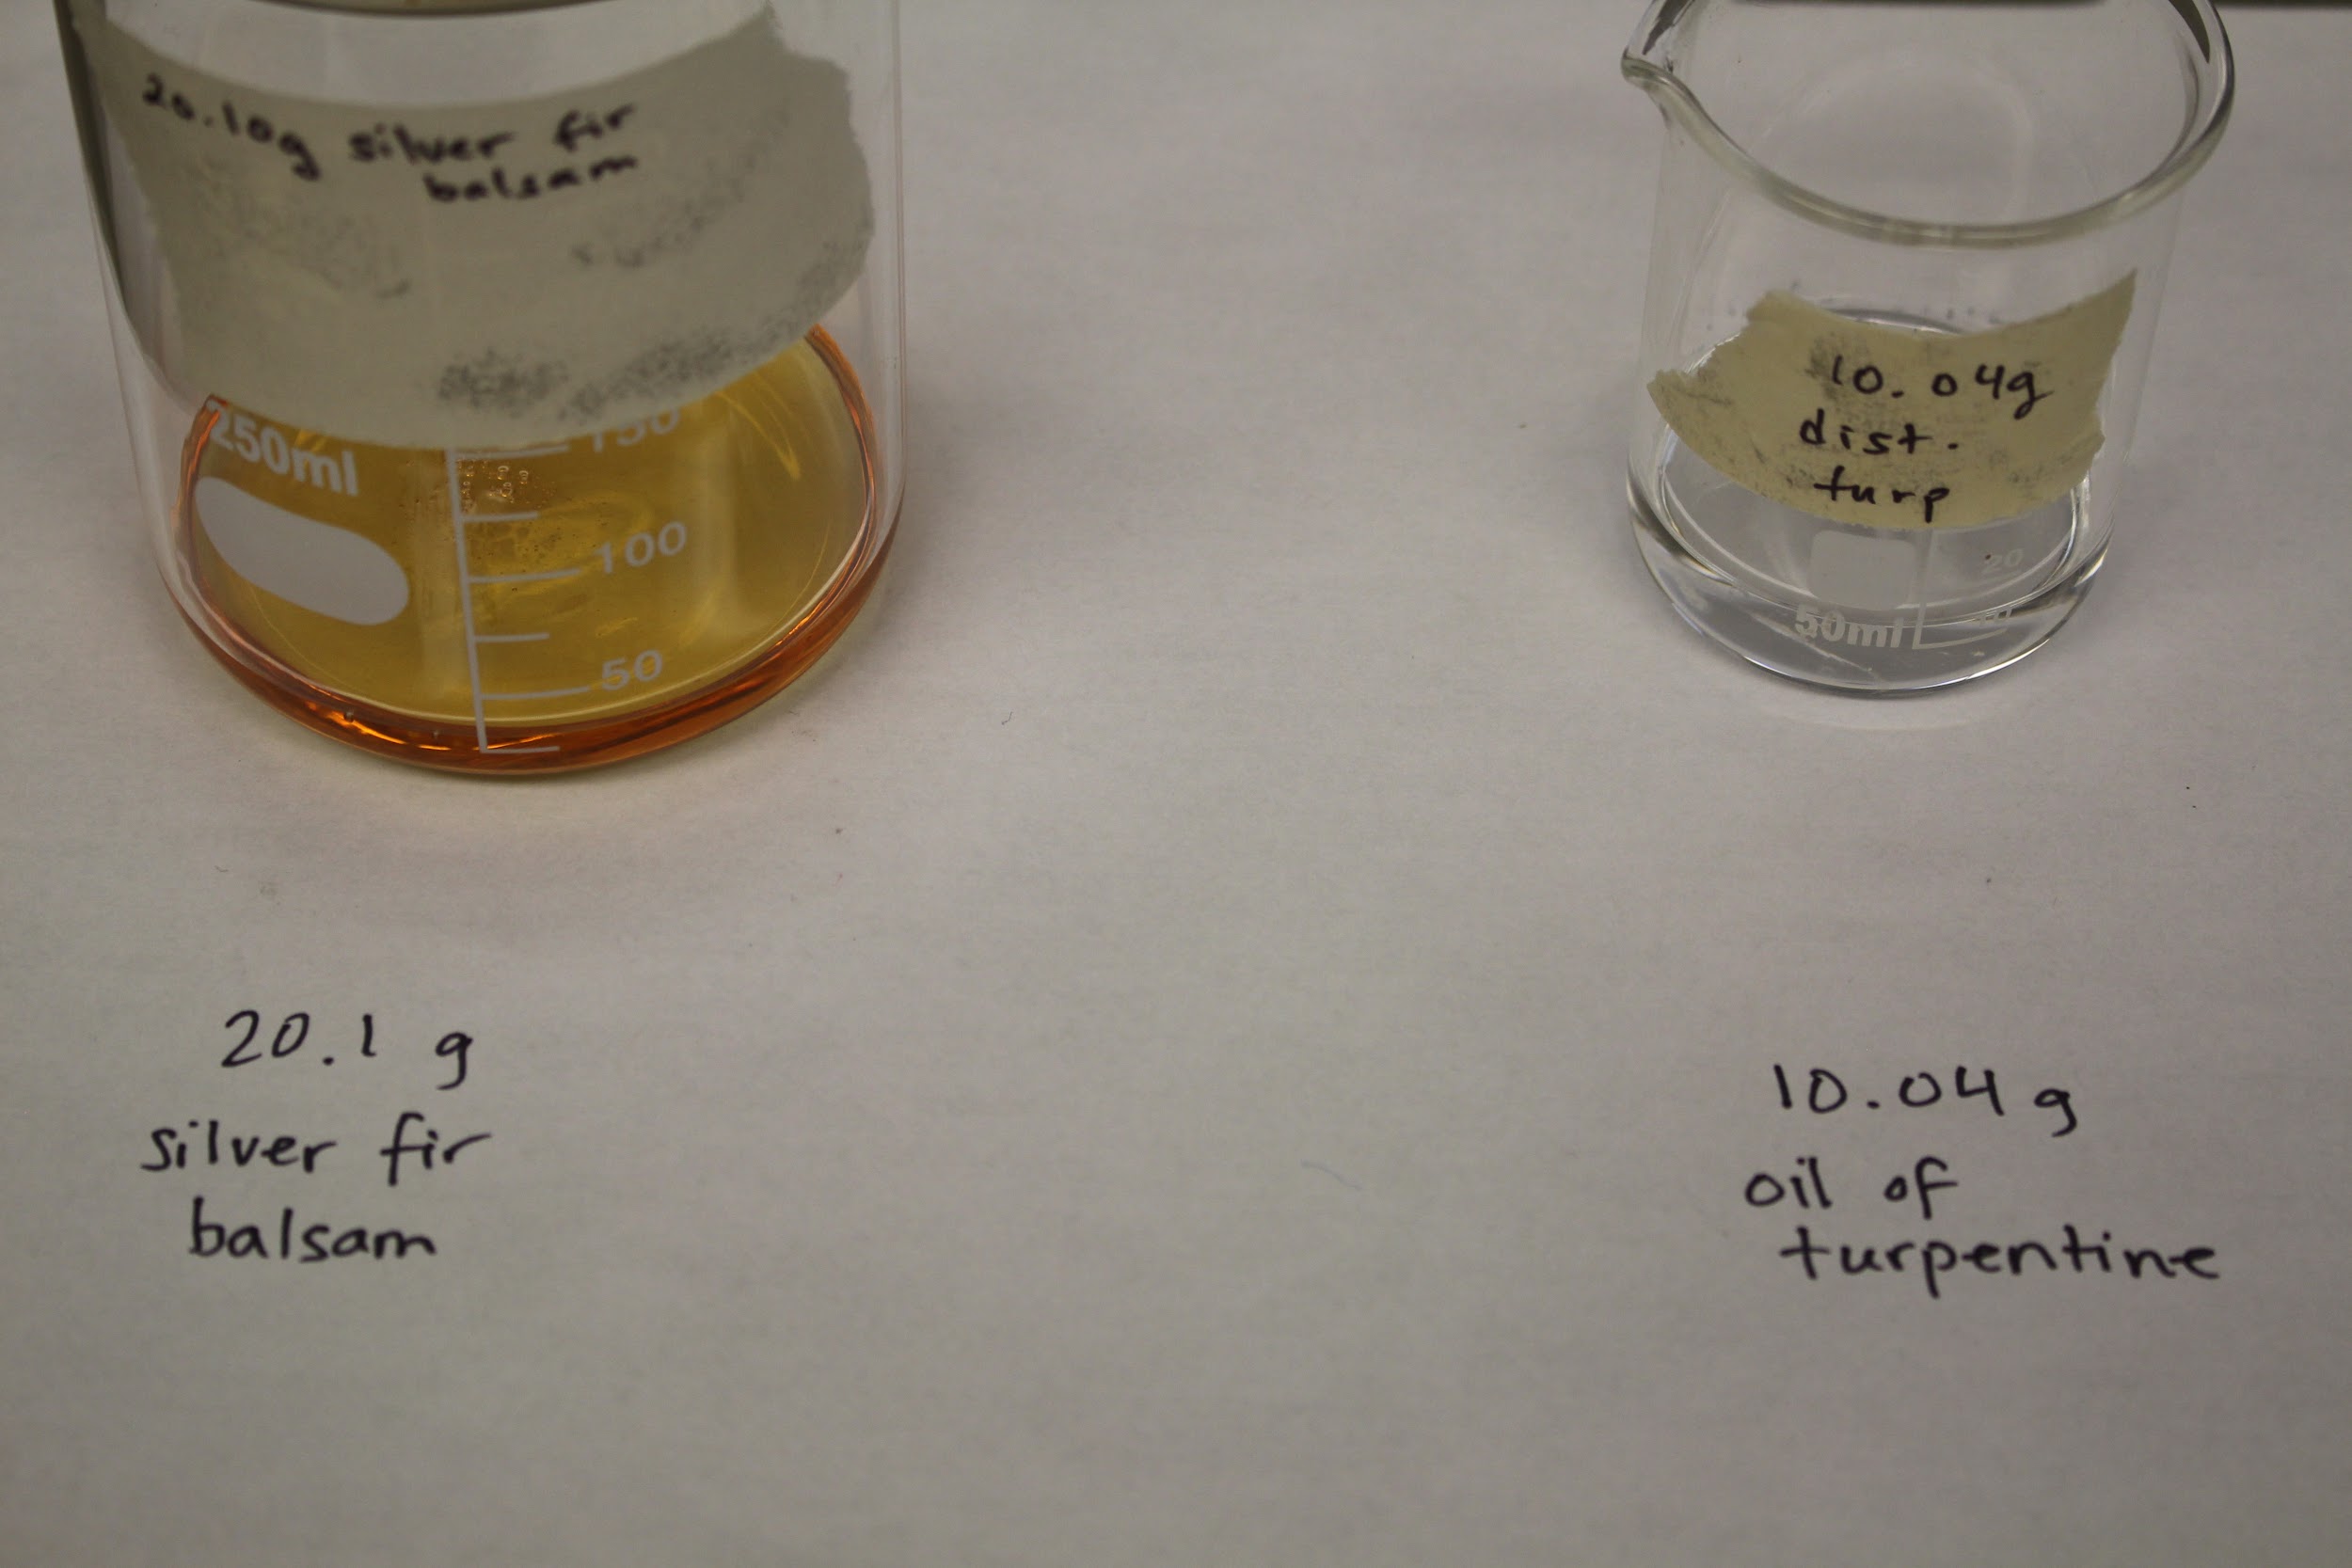 20.10g silver fir
balsam
250ml
150
100
50
10.04g
dist.
turp
20
50ml
10
20.1 g
silver fir
balsam
10.04 g
oil of
turpentine